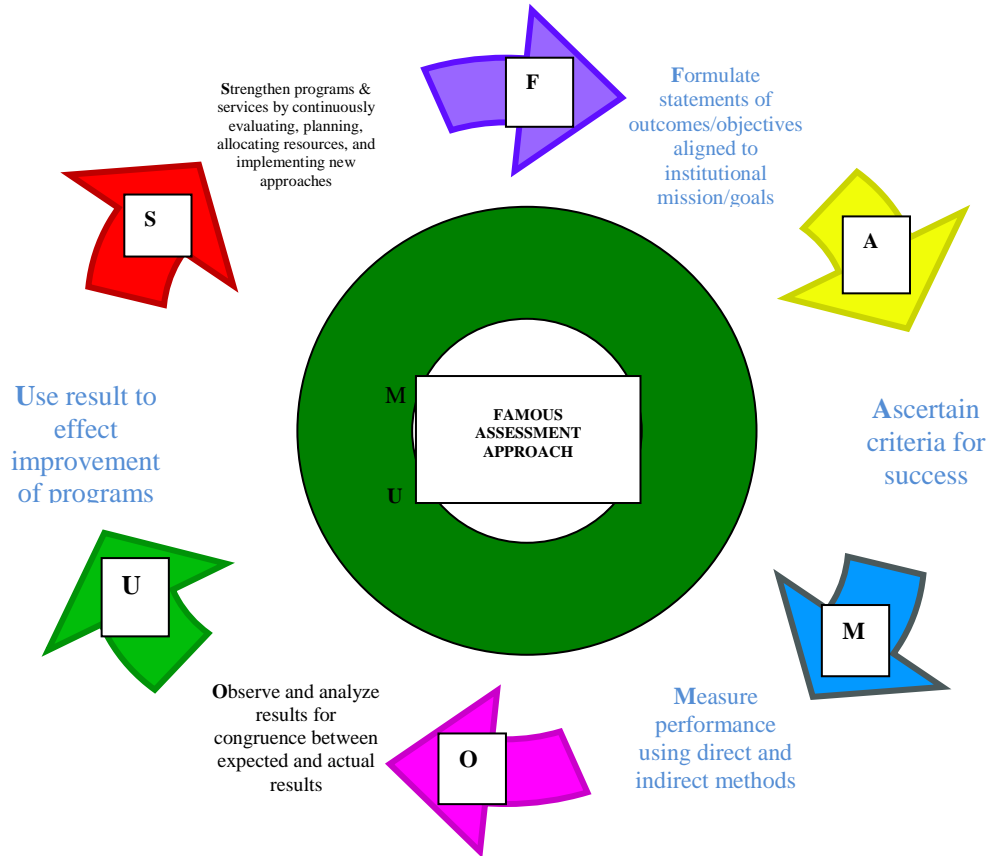 F
Formulate
statements of
outcomes/objectives
aligned to
institutional
mission/goals
A
Ascertain
criteria for
success
M
Measure
performance
using direct and
indirect methods
O
Observe and analyze
results for
congruence between
expected and actual
results
U
Use result to
effect
improvement
of programs
S
Strengthen programs &
services by continuously
evaluating, planning,
allocating resources, and
implementing new
approaches
M
U
FAMOUS
ASSESSMENT
APPROACH